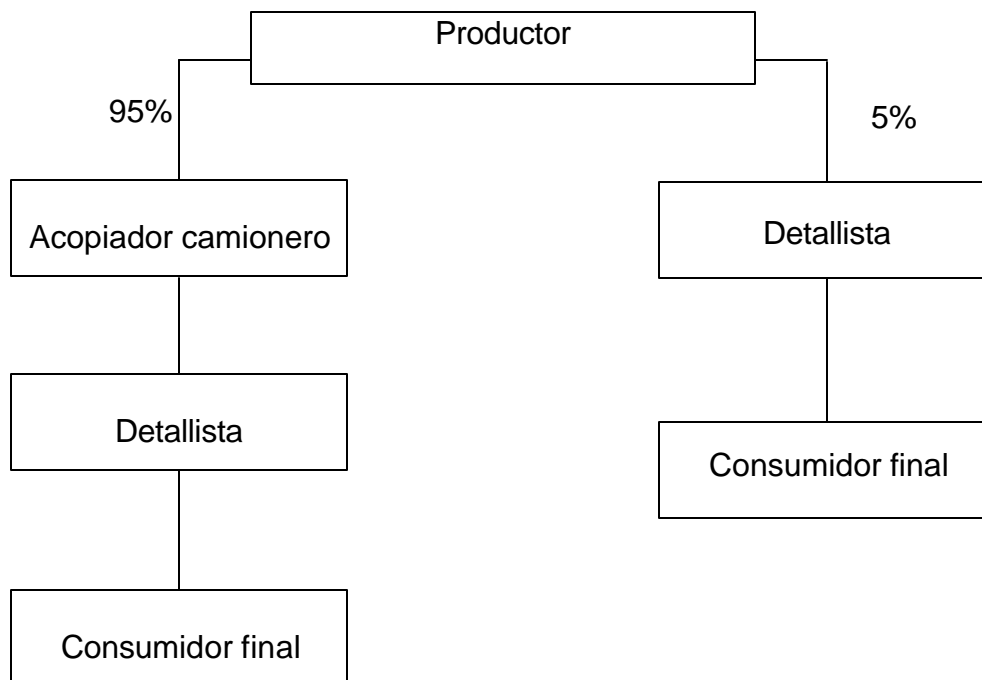 Productor
95%
5%
Acopiador camionero
Detallista
Detallista
Consumidor final
Consumidor final